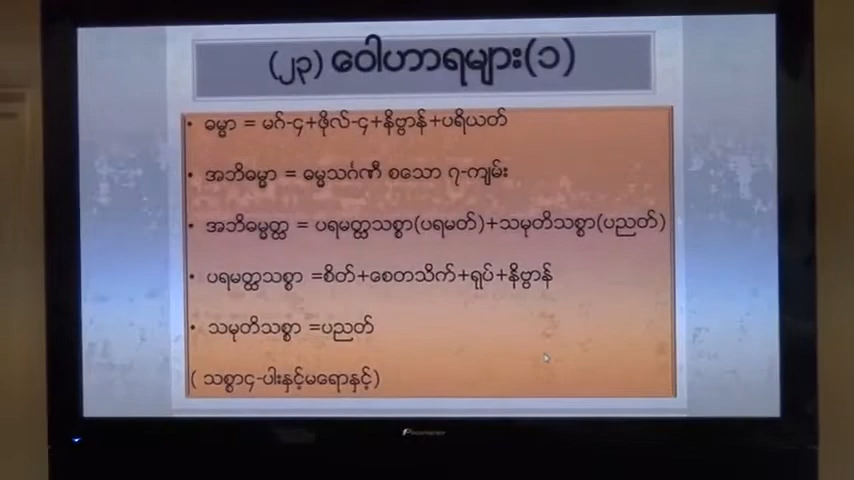 (၂၃) ဝေါဟာရများ(၁)
• ဓမ္မာ = မဂ်-၄+ဖိုလ်-၄+နိဗ္ဗာန်+ပရိယတ်
• အဘိဓမ္မာ = ဓမ္မသင်္ဂဏီ စသော ၇-ကျမ်း
• အဘိဓမ္မတ္ထ = ပရမတ္ထသစ္စာ(ပရမတ်)+သမုတိသစ္စာ(ပညတ်)
• ပရမတ္ထသစ္စာ =စိတ်+စေတသိက်+ရုပ်+နိဗ္ဗာန်
• သမုတိသစ္စာ =ပညတ်
( သစ္စာ၄-ပါးနှင့်မရောနှင့်)